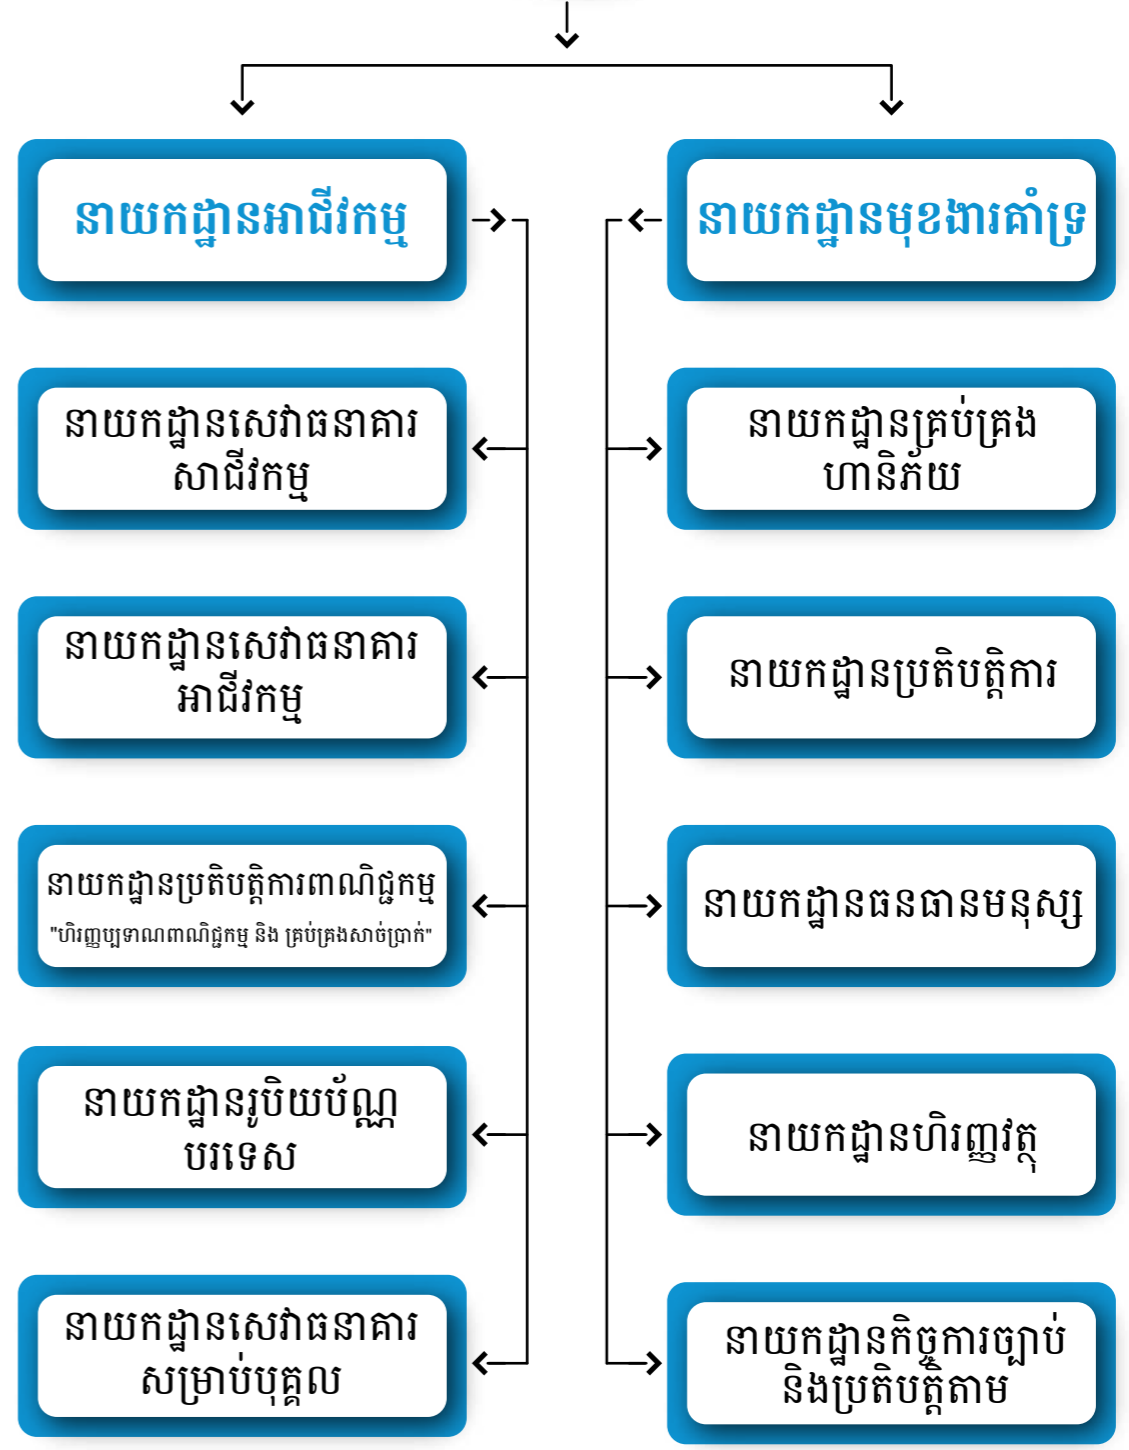 នាយកដ្ឋានអាជីវកម្ម
នាយកដ្ឋានសេវាធនាគារ
សាជីវកម្ម
នាយកដ្ឋានសេវាធនាគារ
អាជីវកម្ម
នាយកដ្ឋានប្រតិបត្តិការពាណិជ្ជកម្ម
"ហិរញ្ញប្បទាណពាណិជ្ជកម្ម និង គ្រប់គ្រងសាច់ប្រាក់"
នាយកដ្ឋានរូបិយប័ណ្ណ
បរទេស
នាយកដ្ឋានសេវាធនាគារ
សម្រាប់បុគ្គល
នាយកដ្ឋានមុខងារគាំទ្រ
នាយកដ្ឋានគ្រប់គ្រង
ហានិភ័យ
នាយកដ្ឋានប្រតិបត្តិការ
នាយកដ្ឋានធនធានមនុស្ស
នាយកដ្ឋានហិរញ្ញវត្ថុ
នាយកដ្ឋានកិច្ចការច្បាប់
និងប្រតិបត្តិតាម